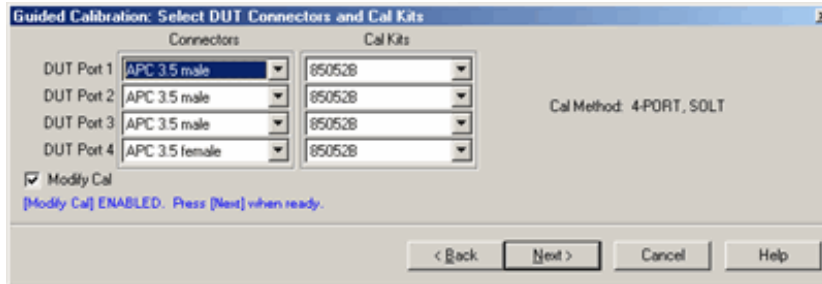 Guided Calibration: Select DUT Connectors and Cal Kits
Connectors Cal Kits
DUT Port 1 APC 3.5 male 85052B
DUT Port 2 APC 3.5 male 85052B
DUT Port 3 APC 3.5 male 85052B
DUT Port 4 APC 3.5 female 85052B
Cal Method: 4-PORT, SOLT
Modify Cal
[Modify Cal] ENABLED. Press [Next] when ready.
< Back Next > Cancel Help